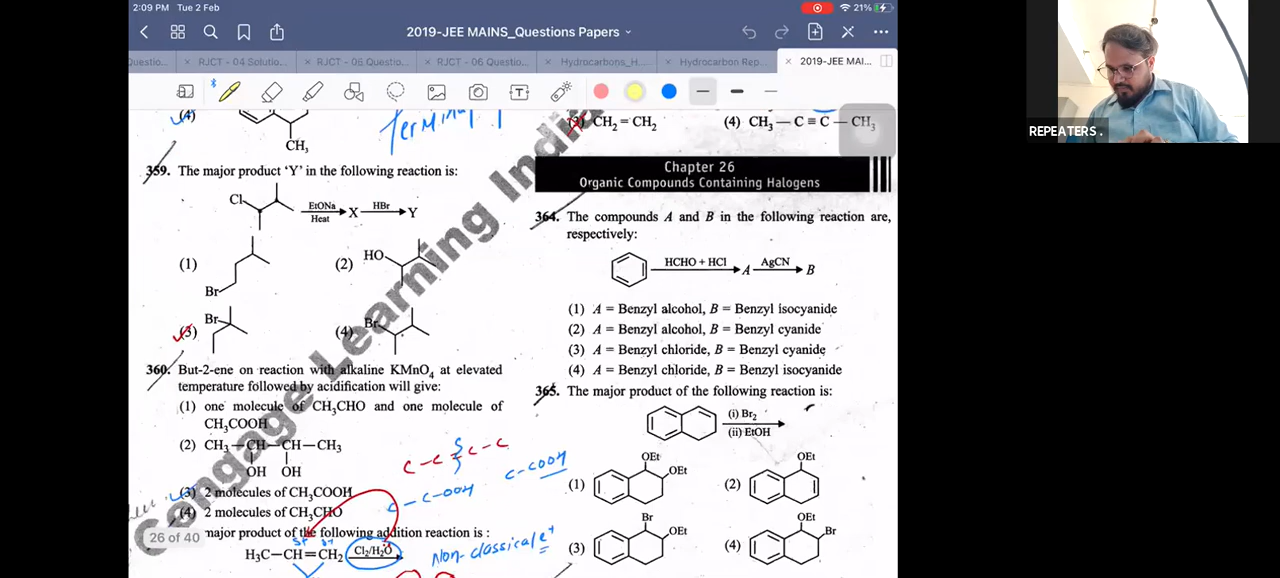 2:09 PM Tue 2 Feb
21%
2019-JEE MAINS_Questions Papers
Questio...
RJCT - 04 Solutio...
RJCT - 06 Questio...
RJCT - 06 Questio...
Hydrocarbons_H...
Hydrocarbon Rep...
2019-JEE MAI...
(4)
CH3
Terminal
CH2 = CH2
(4) CH3 — C ≡ C — CH3
359. The major product 'Y' in the following reaction is:
Cl
EtONa
Heat
X
HBr
Y
(1)
Br
(2)
HO
(3)
Br
(4)
Br
360. But-2-ene on reaction with alkaline KMnO4 at elevated
temperature followed by acidification will give:
(1) one molecule of CH3CHO and one molecule of
CH3COOH
(2) CH3—CH—CH—CH3
OH OH
(3) 2 molecules of CH3COOH
(4) 2 molecules of CH3CHO
C-C=C-C
C-COOH
C-COOH
26 of 40
major product of the following addition reaction is :
H3C—CH=CH2
Cl2/H2O
Non-classical
Cengage Learning India
Chapter 26
Organic Compounds Containing Halogens
364. The compounds A and B in the following reaction are,
respectively:
HCHO + HCl
A
AgCN
B
(1) A = Benzyl alcohol, B = Benzyl isocyanide
(2) A = Benzyl alcohol, B = Benzyl cyanide
(3) A = Benzyl chloride, B = Benzyl cyanide
(4) A = Benzyl chloride, B = Benzyl isocyanide
365. The major product of the following reaction is:
(i) Br2
(ii) EtOH
(1)
OEt
OEt
(2)
OEt
(3)
Br
OEt
(4)
OEt
Br
REPEATERS .